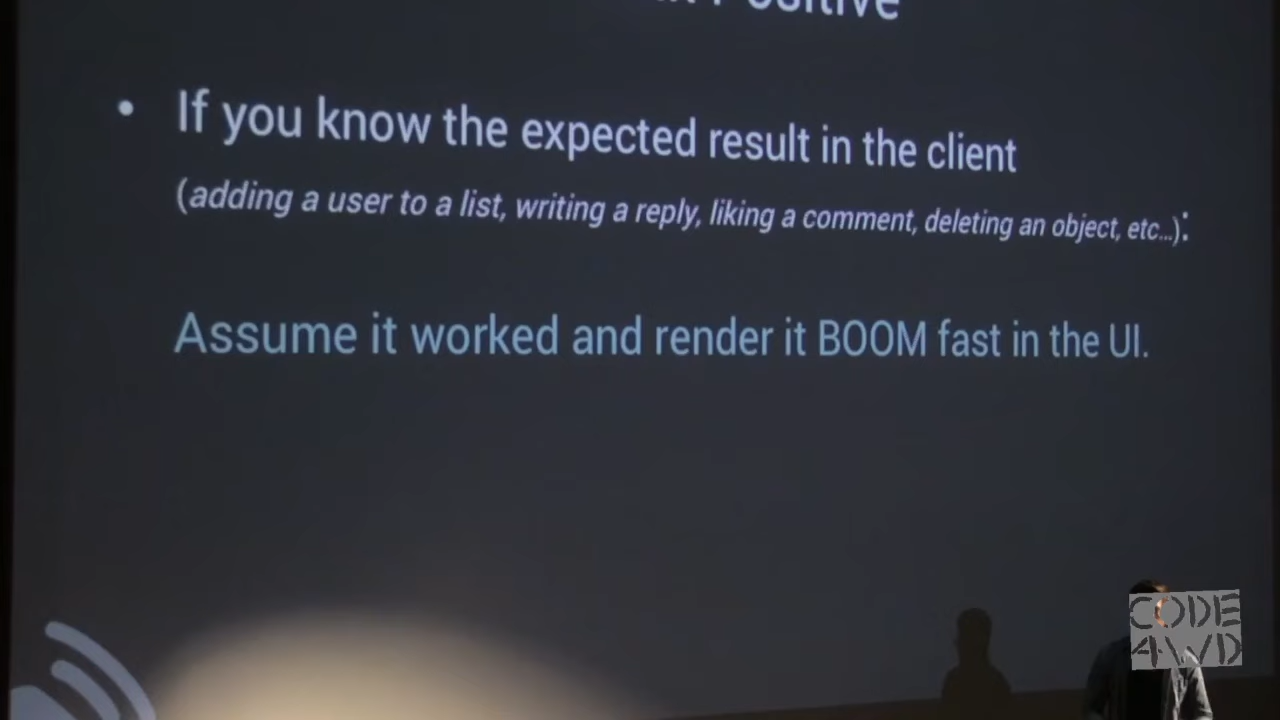 Positive
• If you know the expected result in the client
(adding a user to a list, writing a reply, liking a comment, deleting an object, etc...):
Assume it worked and render it BOOM fast in the UI.
CODE
4WD